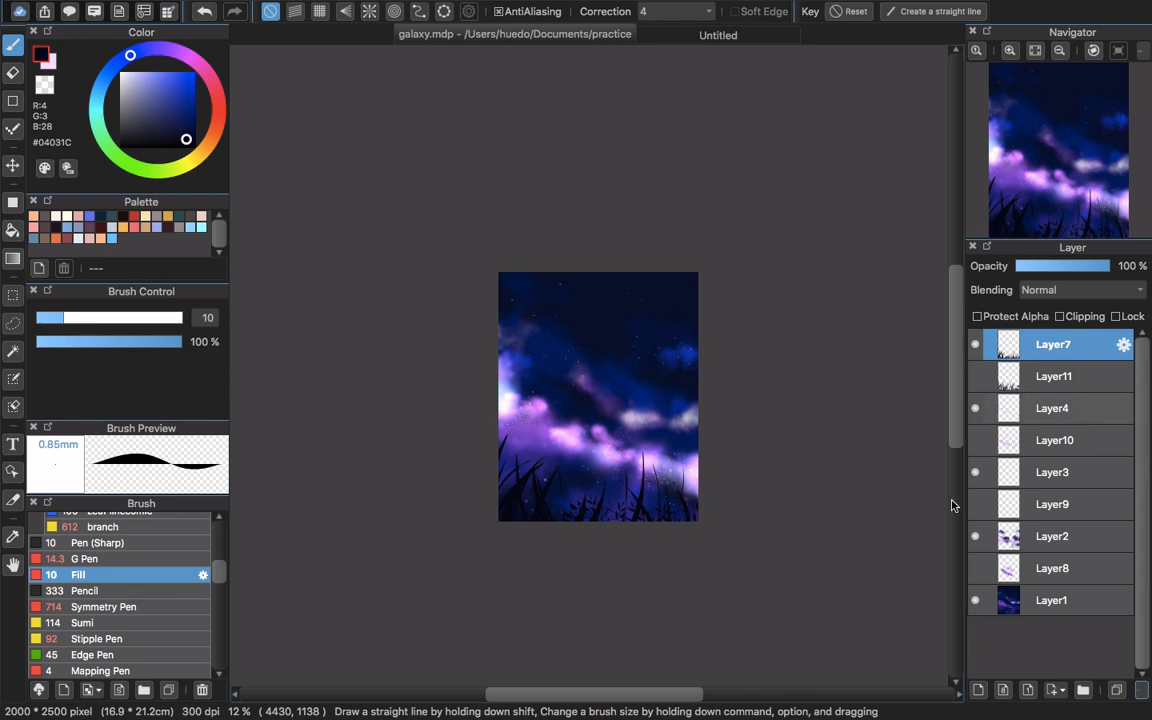 AntiAliasing Correction 4 Soft Edge Key Reset Create a straight line
galaxy.mdp - /Users/huedo/Documents/practice Untitled
Color
R:4
G:3
B:28
#04031C
Palette
---
Brush Control
10
100 %
Brush Preview
0.85mm
Brush
612 branch
10 Pen (Sharp)
14.3 G Pen
10 Fill
333 Pencil
714 Symmetry Pen
114 Sumi
92 Stipple Pen
45 Edge Pen
4 Mapping Pen
Navigator
Layer
Opacity 100 %
Blending Normal
Protect Alpha Clipping Lock
Layer7
Layer11
Layer4
Layer10
Layer3
Layer9
Layer2
Layer8
Layer1
2000 * 2500 pixel (16.9 * 21.2cm) 300 dpi 12 % ( 4430, 1138 ) Draw a straight line by holding down shift, Change a brush size by holding down command, option, and dragging